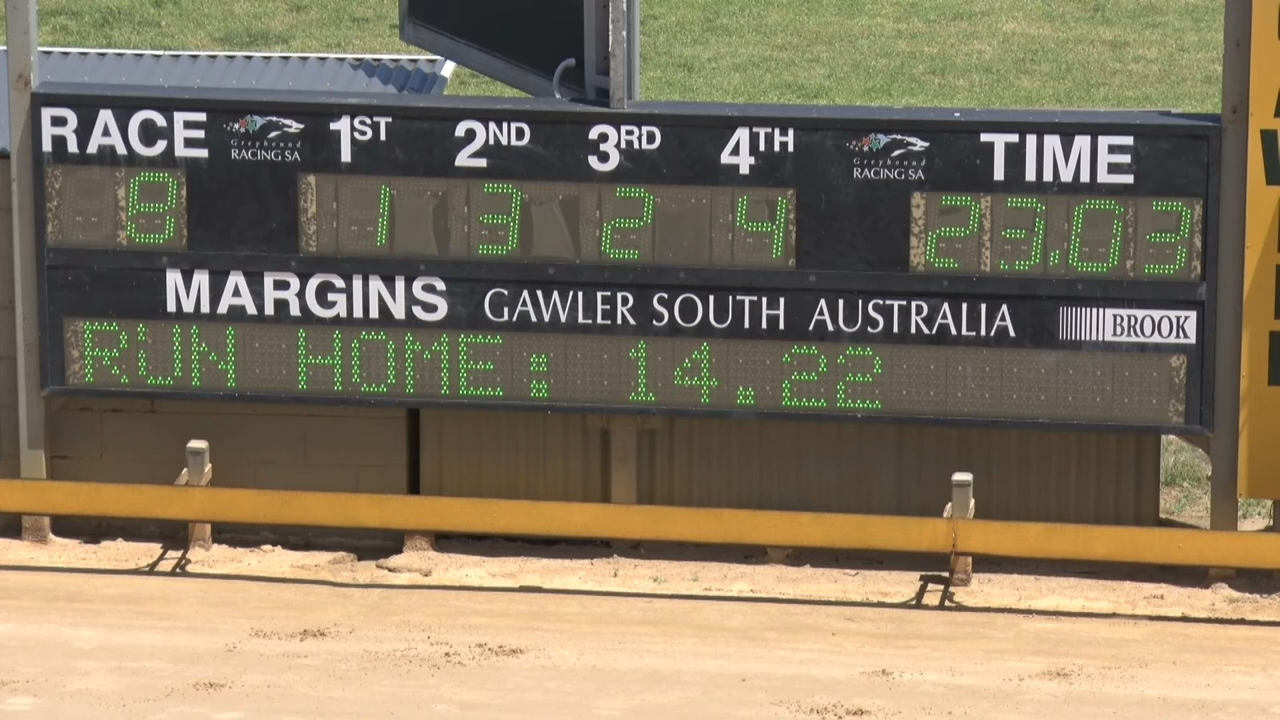 RACE Greyhound RACING SA 1ST 2ND 3RD 4TH Greyhound RACING SA TIME
8 1 3 2 4 23.03
MARGINS GAWLER SOUTH AUSTRALIA BROOK
RUN HOME: 14.22